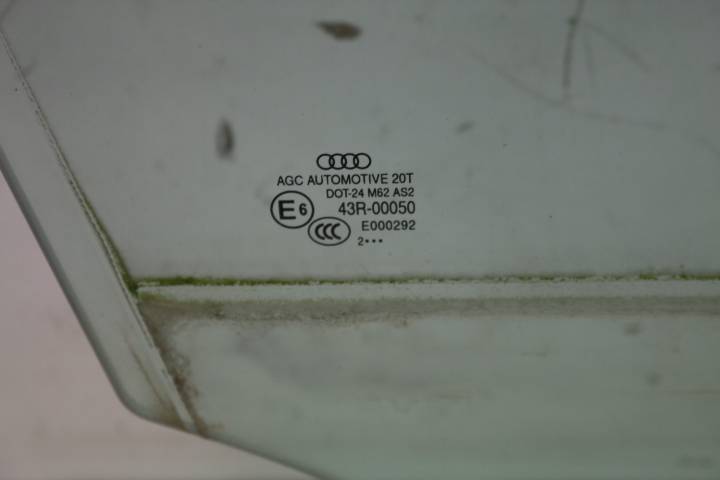 AGC AUTOMOTIVE 20T
DOT-24 M62 AS2
E6 43R-00050
CCC E000292
2•••